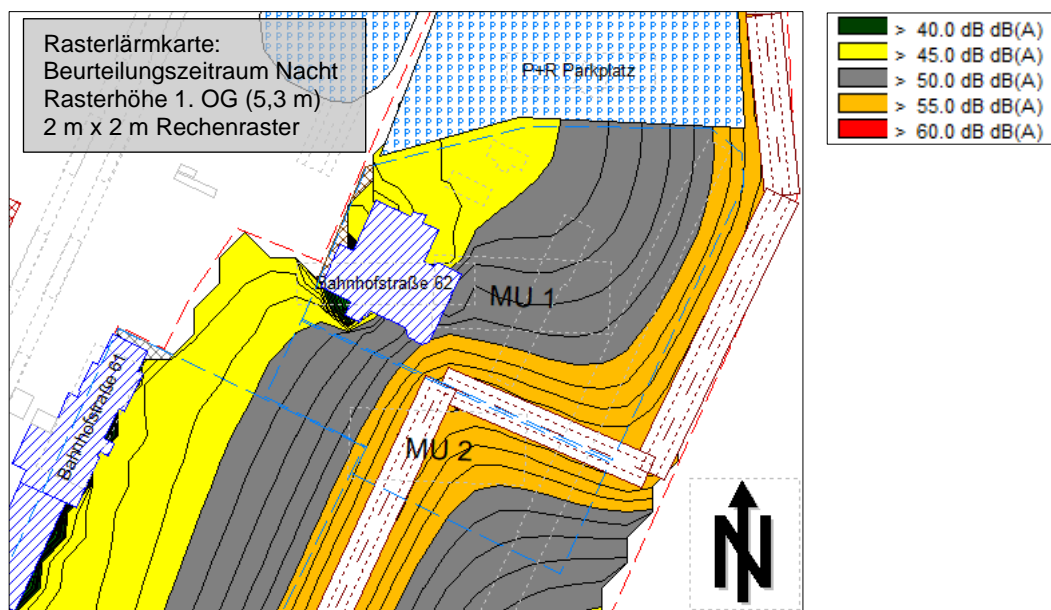 Rasterlärmkarte:
Beurteilungszeitraum Nacht
Rasterhöhe 1. OG (5,3 m)
2 m x 2 m Rechenraster
P+R Parkplatz
Bahnhofstraße 62
MU 1
Bahnhofstraße 61
MU 2
N
> 40.0 dB dB(A)
> 45.0 dB dB(A)
> 50.0 dB dB(A)
> 55.0 dB dB(A)
> 60.0 dB dB(A)